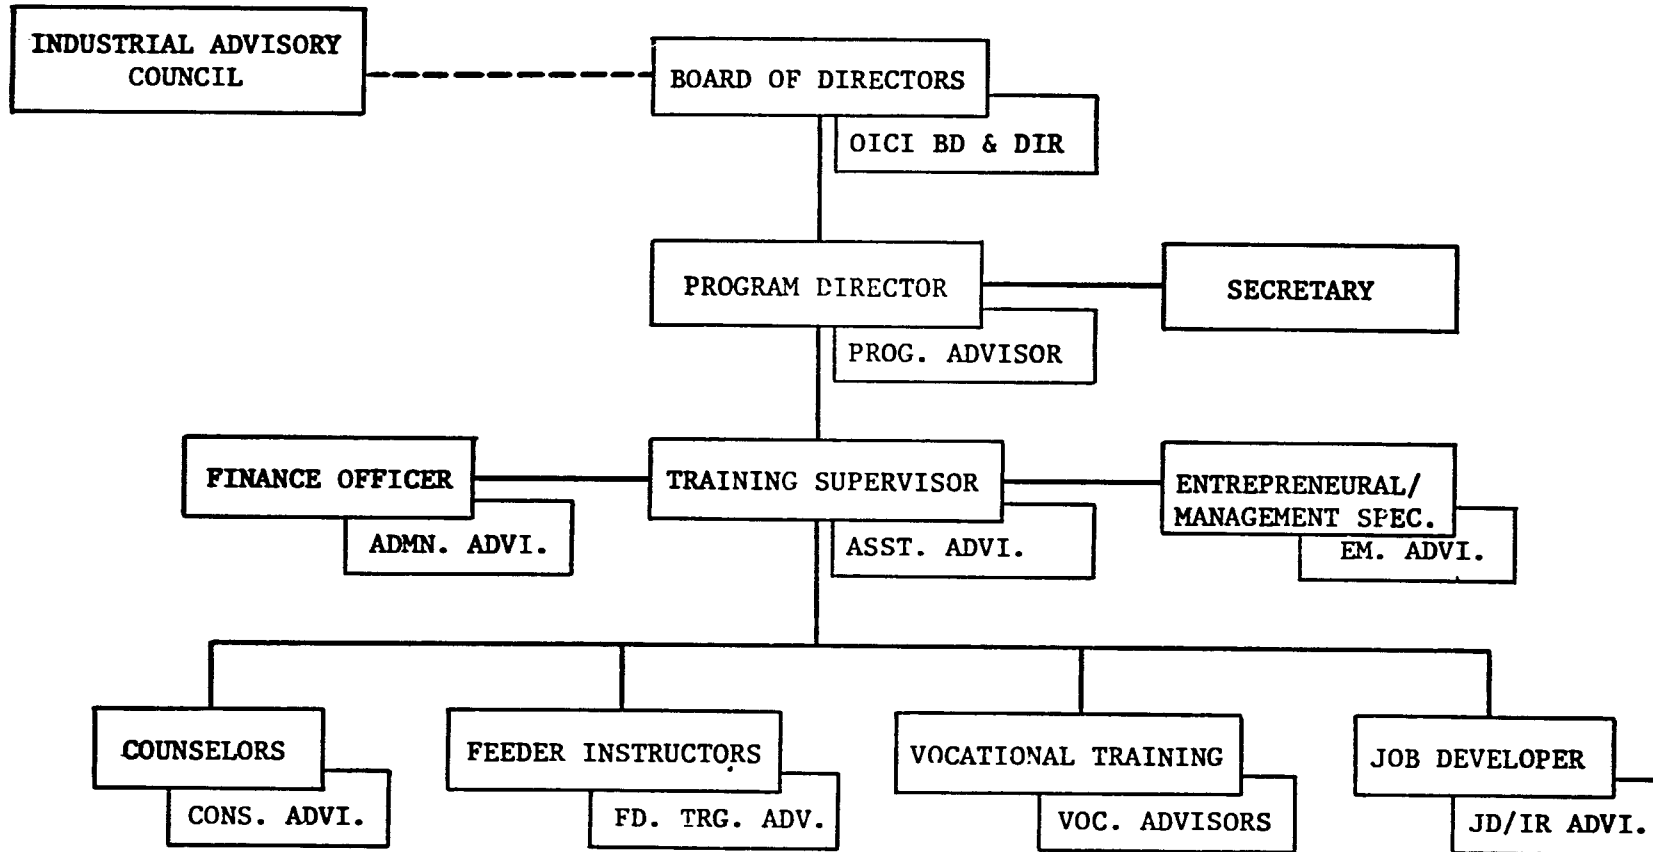 INDUSTRIAL ADVISORY
COUNCIL
BOARD OF DIRECTORS
OICI BD & DIR
PROGRAM DIRECTOR
SECRETARY
PROG. ADVISOR
FINANCE OFFICER
TRAINING SUPERVISOR
ENTREPRENEURAL/
MANAGEMENT SPEC.
ADMN. ADVI.
ASST. ADVI.
EM. ADVI.
COUNSELORS
FEEDER INSTRUCTORS
VOCATIONAL TRAINING
JOB DEVELOPER
CONS. ADVI.
FD. TRG. ADV.
VOC. ADVISORS
JD/IR ADVI.